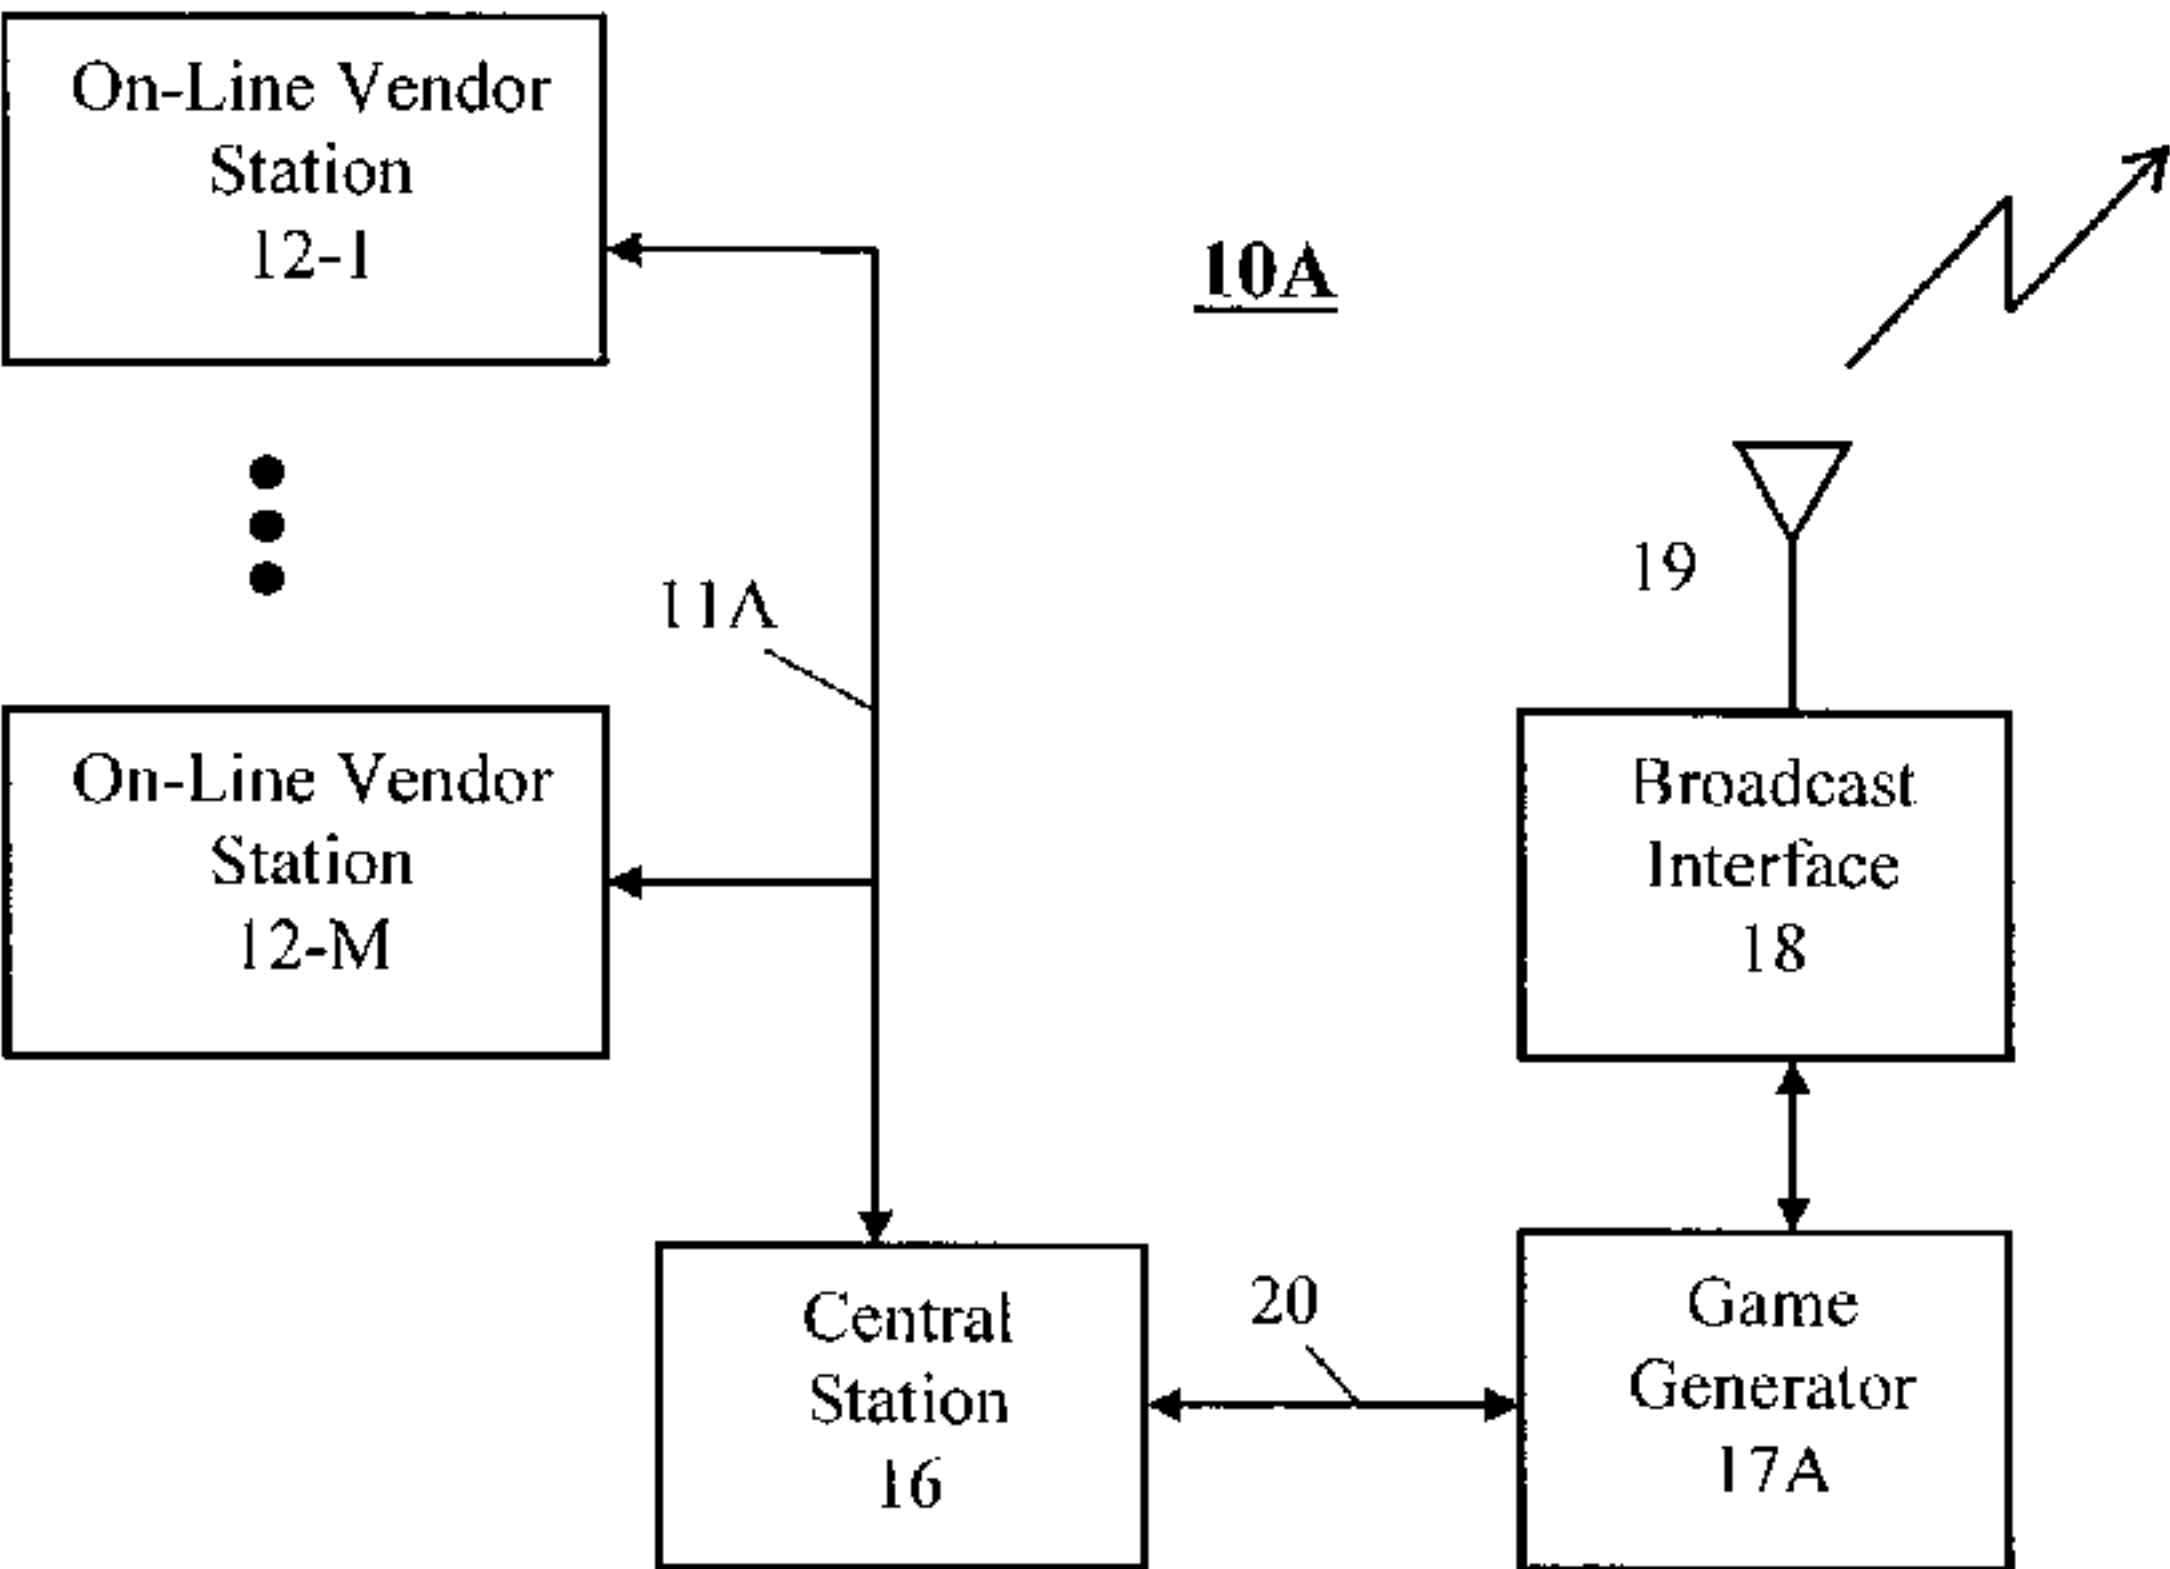 On-Line Vendor
Station
12-1
10A
11A
19
On-Line Vendor
Station
12-M
Broadcast
Interface
18
Central
Station
16
20
Game
Generator
17A